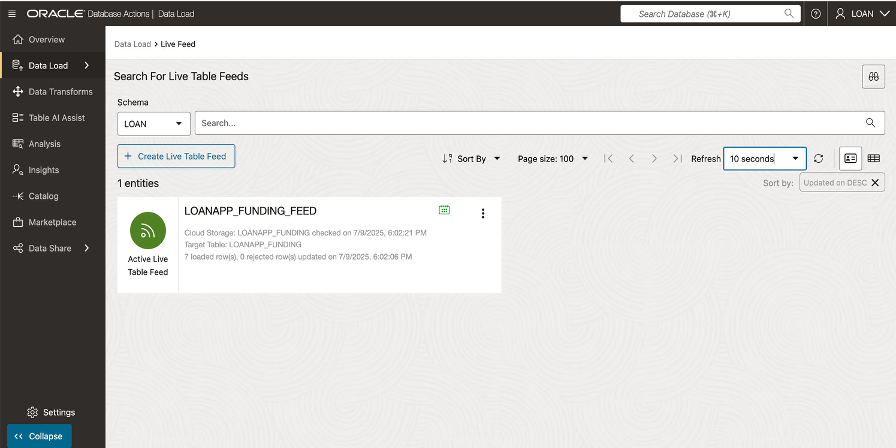 ORACLE Database Actions | Data Load
Search Database (⌘+K)
LOAN
Overview
Data Load
Data Transforms
Table AI Assist
Analysis
Insights
Catalog
Marketplace
Data Share
Settings
Collapse
Data Load > Live Feed
Search For Live Table Feeds
Schema
LOAN
Search...
+ Create Live Table Feed
Sort By
Page size: 100
Refresh
10 seconds
1 entities
Sort by: Updated on DESC
Active Live
Table Feed
LOANAPP_FUNDING_FEED
Cloud Storage: LOANAPP_FUNDING checked on 7/9/2025, 6:02:21 PM
Target Table: LOANAPP_FUNDING
7 loaded row(s), 0 rejected row(s) updated on 7/9/2025, 6:02:06 PM